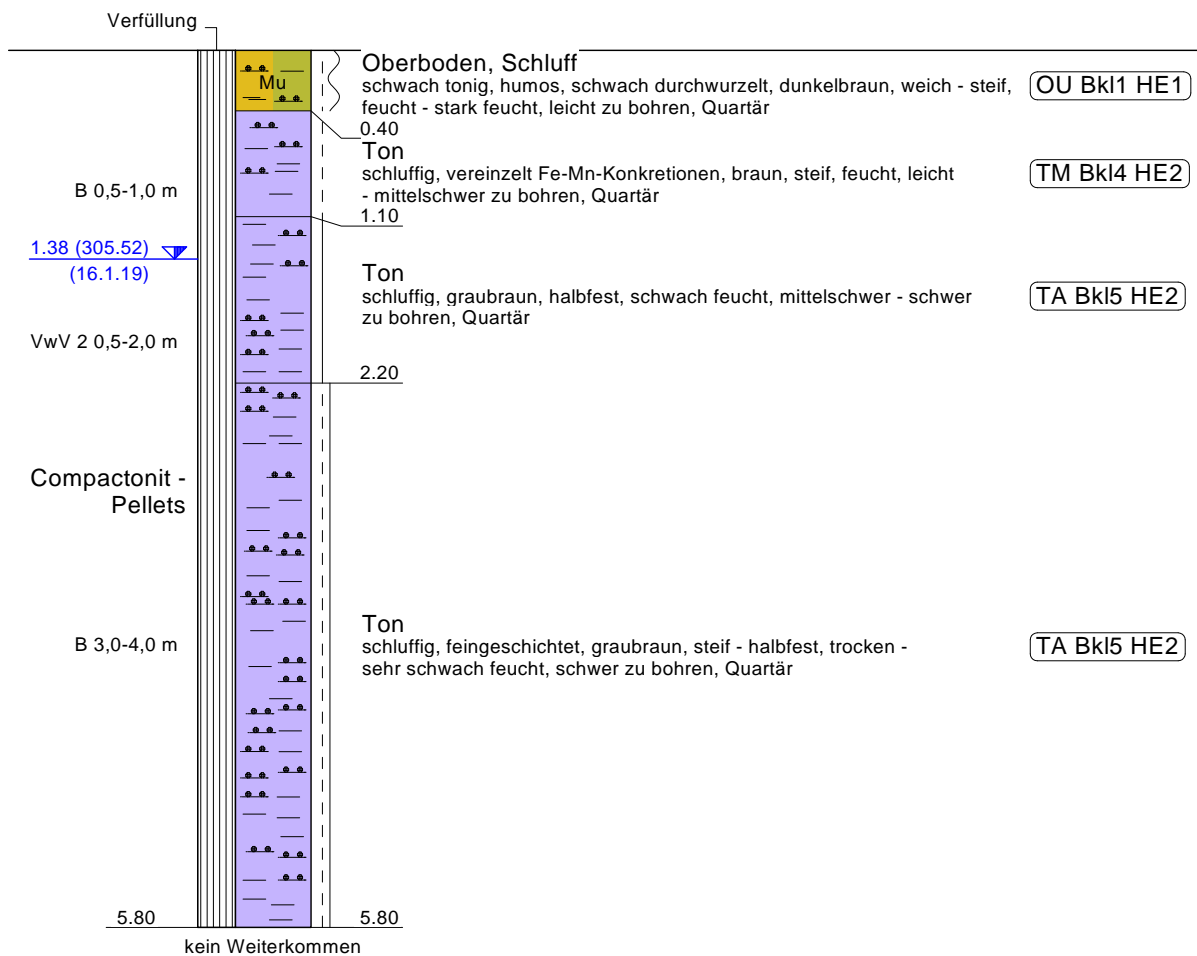 Verfüllung
Mu
Oberboden, Schluff
schwach tonig, humos, schwach durchwurzelt, dunkelbraun, weich - steif,
feucht - stark feucht, leicht zu bohren, Quartär
OU Bkl1 HE1
0.40
Ton
schluffig, vereinzelt Fe-Mn-Konkretionen, braun, steif, feucht, leicht
- mittelschwer zu bohren, Quartär
TM Bkl4 HE2
B 0,5-1,0 m
1.10
1.38 (305.52)
(16.1.19)
Ton
schluffig, graubraun, halbfest, schwach feucht, mittelschwer - schwer
zu bohren, Quartär
TA Bkl5 HE2
VwV 2 0,5-2,0 m
2.20
Compactonit -
Pellets
Ton
schluffig, feingeschichtet, graubraun, steif - halbfest, trocken -
sehr schwach feucht, schwer zu bohren, Quartär
TA Bkl5 HE2
B 3,0-4,0 m
5.80
5.80
kein Weiterkommen